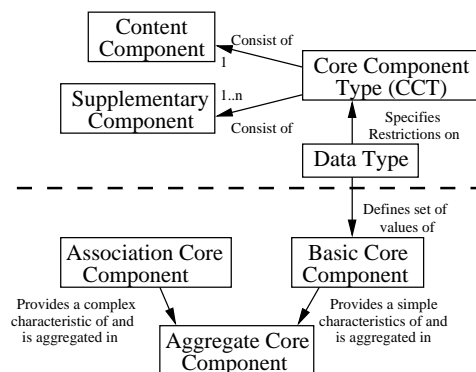 Content
Component
Consist of
1
Core Component
Type (CCT)
Supplementary
Component
1..n
Consist of
Specifies
Restrictions on
Data Type
Defines set of
values of
Association Core
Component
Basic Core
Component
Provides a complex
characteristic of and
is aggregated in
Provides a simple
characteristics of and
is aggregated in
Aggregate Core
Component